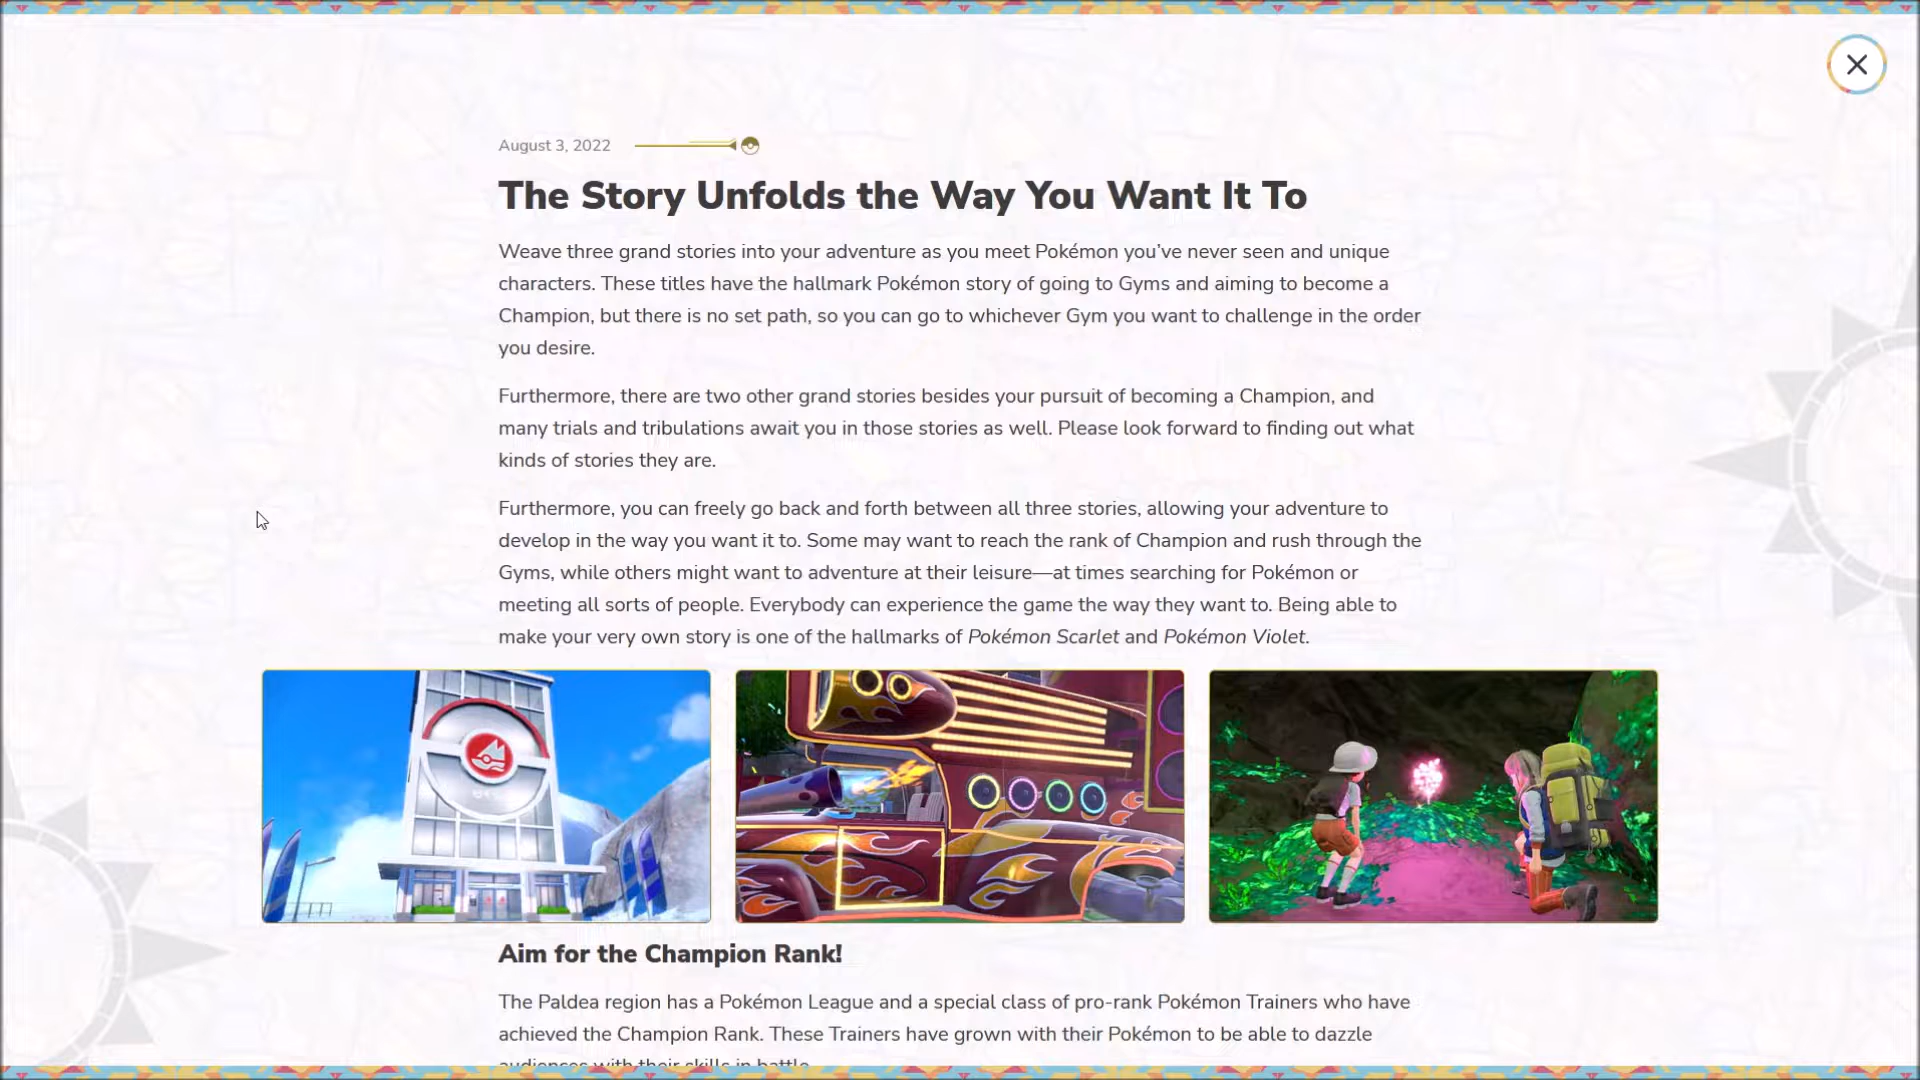 August 3, 2022
The Story Unfolds the Way You Want It To
Weave three grand stories into your adventure as you meet Pokémon you’ve never seen and unique
characters. These titles have the hallmark Pokémon story of going to Gyms and aiming to become a
Champion, but there is no set path, so you can go to whichever Gym you want to challenge in the order
you desire.
Furthermore, there are two other grand stories besides your pursuit of becoming a Champion, and
many trials and tribulations await you in those stories as well. Please look forward to finding out what
kinds of stories they are.
Furthermore, you can freely go back and forth between all three stories, allowing your adventure to
develop in the way you want it to. Some may want to reach the rank of Champion and rush through the
Gyms, while others might want to adventure at their leisure—at times searching for Pokémon or
meeting all sorts of people. Everybody can experience the game the way they want to. Being able to
make your very own story is one of the hallmarks of Pokémon Scarlet and Pokémon Violet.
Aim for the Champion Rank!
The Paldea region has a Pokémon League and a special class of pro-rank Pokémon Trainers who have
achieved the Champion Rank. These Trainers have grown with their Pokémon to be able to dazzle
audiences with their skills in battle.